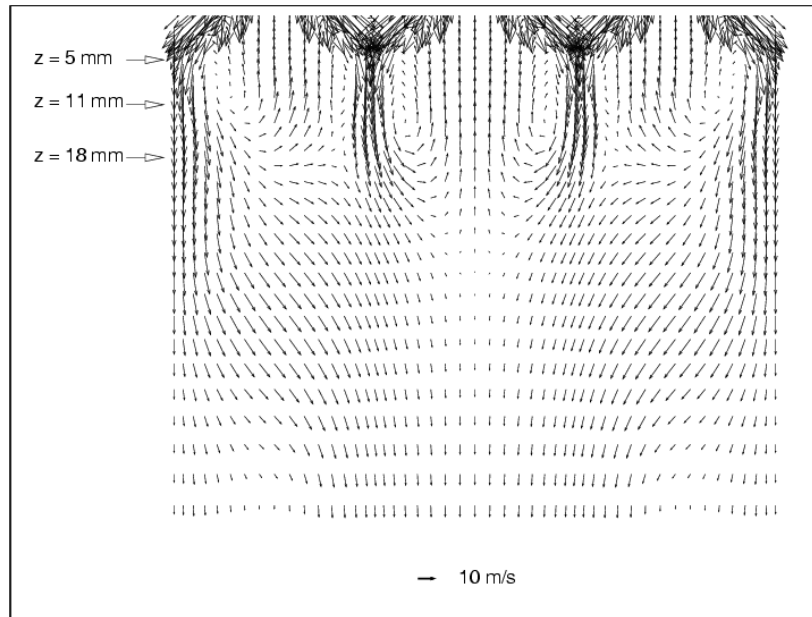 z = 5 mm
z = 11 mm
z = 18 mm
10 m/s